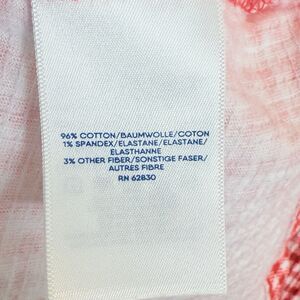 96% COTTON/BAUMWOLLE/COTON
1% SPANDEX/ELASTANE/ELASTANE/
ELASTHANNE
3% OTHER FIBER/SONSTIGE FASER/
AUTRES FIBRE
RN 62830